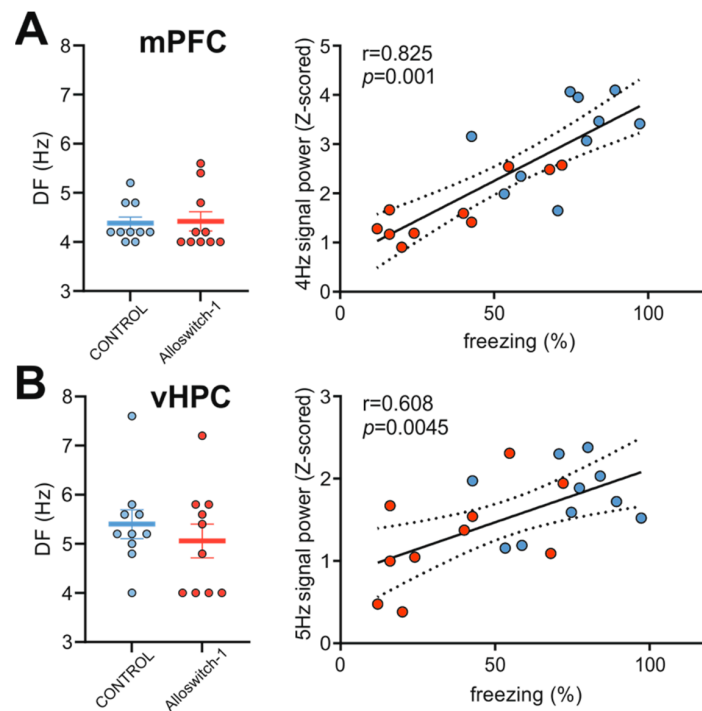 A
mPFC
DF (Hz)
8
7
6
5
4
3
CONTROL
Alloswitch-1
4Hz signal power (Z-scored)
5
4
3
2
1
0
r=0.825
p=0.001
0 50 100
freezing (%)
B
vHPC
DF (Hz)
8
7
6
5
4
3
CONTROL
Alloswitch-1
5Hz signal power (Z-scored)
3
2
1
0
r=0.608
p=0.0045
0 50 100
freezing (%)